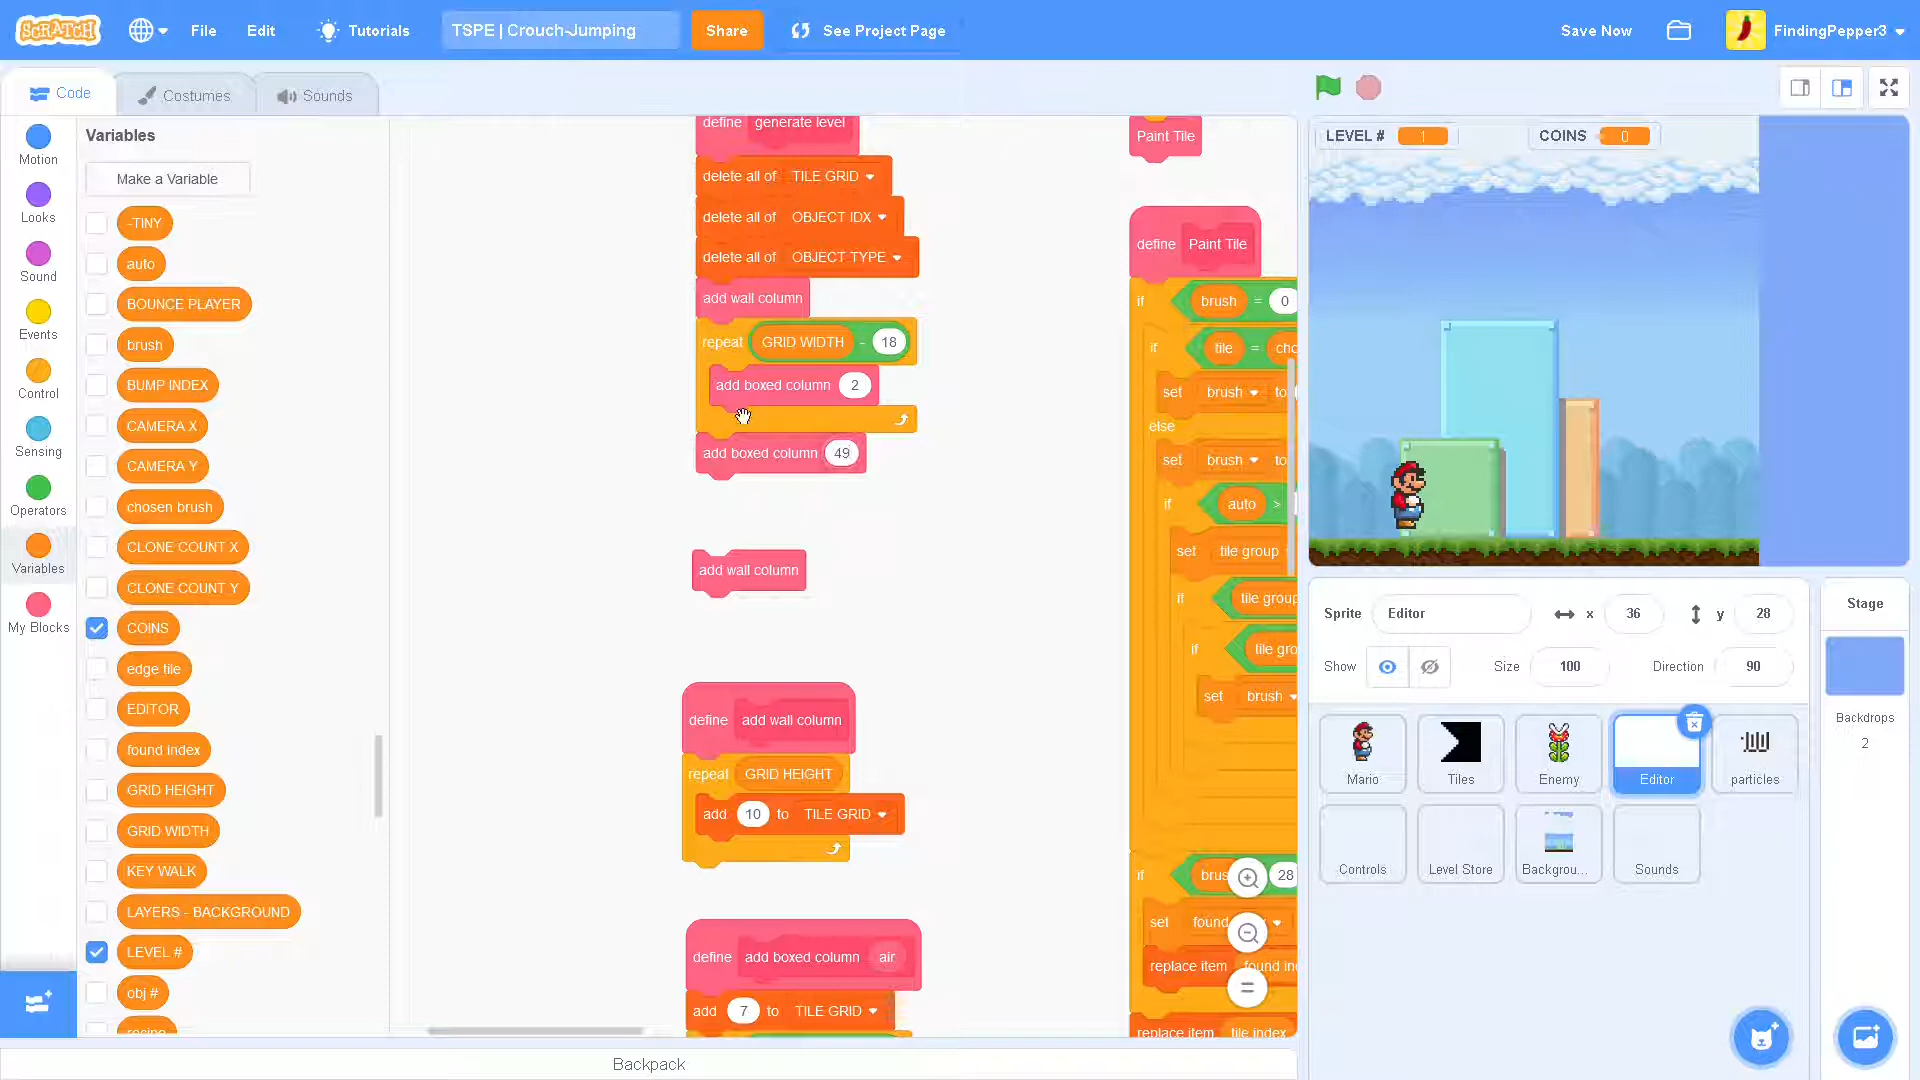 SCRATCH
File
Edit
Tutorials
TSPE | Crouch-Jumping
Share
See Project Page
Save Now
FindingPepper3
Code
Costumes
Sounds
Motion
Looks
Sound
Events
Control
Sensing
Operators
Variables
My Blocks
Variables
Make a Variable
-TINY
auto
BOUNCE PLAYER
brush
BUMP INDEX
CAMERA X
CAMERA Y
chosen brush
CLONE COUNT X
CLONE COUNT Y
COINS
edge tile
EDITOR
found index
GRID HEIGHT
GRID WIDTH
KEY WALK
LAYERS - BACKGROUND
LEVEL #
obj #
recipe
define generate level
delete all of TILE GRID
delete all of OBJECT IDX
delete all of OBJECT TYPE
add wall column
repeat GRID WIDTH - 18
add boxed column 2
add boxed column 49
add wall column
define add wall column
repeat GRID HEIGHT
add 10 to TILE GRID
define add boxed column air
add 7 to TILE GRID
Paint Tile
define Paint Tile
if brush = 0
if tile = cho
set brush to
else
set brush to
if auto >
set tile group
if tile group
if tile gro
set brush
if brus 28
set found
replace item found ind
replace item tile index
Backpack
LEVEL # 1
COINS 0
Sprite Editor x 36 y 28
Show Size 100 Direction 90
Mario
Tiles
Enemy
Editor
particles
Controls
Level Store
Backgrou...
Sounds
Stage
Backdrops
2